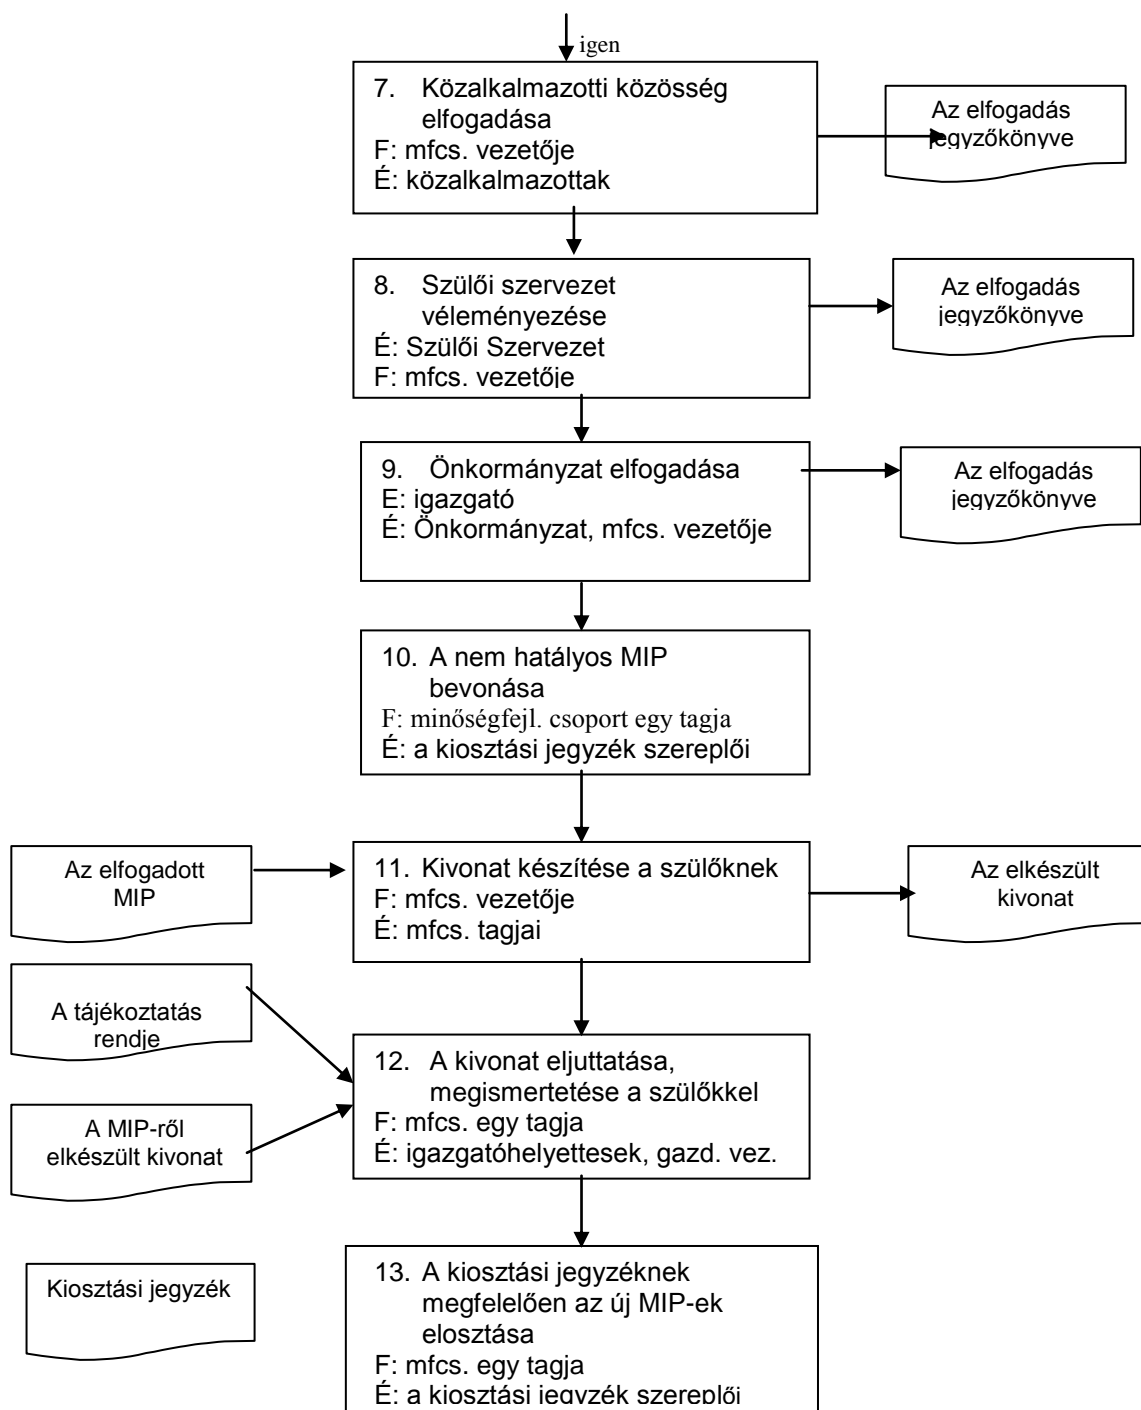 igen
7. Közalkalmazotti közösség
elfogadása
F: mfcs. vezetője
É: közalkalmazottak
Az elfogadás
jegyzőkönyve
8. Szülői szervezet
véleményezése
É: Szülői Szervezet
F: mfcs. vezetője
Az elfogadás
jegyzőkönyve
9. Önkormányzat elfogadása
E: igazgató
É: Önkormányzat, mfcs. vezetője
Az elfogadás
jegyzőkönyve
10. A nem hatályos MIP
bevonása
F: minőségfejl. csoport egy tagja
É: a kiosztási jegyzék szereplői
Az elfogadott
MIP
11. Kivonat készítése a szülőknek
F: mfcs. vezetője
É: mfcs. tagjai
Az elkészült
kivonat
A tájékoztatás
rendje
12. A kivonat eljuttatása,
megismertetése a szülőkkel
F: mfcs. egy tagja
É: igazgatóhelyettesek, gazd. vez.
A MIP-ről
elkészült kivonat
Kiosztási jegyzék
13. A kiosztási jegyzéknek
megfelelően az új MIP-ek
elosztása
F: mfcs. egy tagja
É: a kiosztási jegyzék szereplői